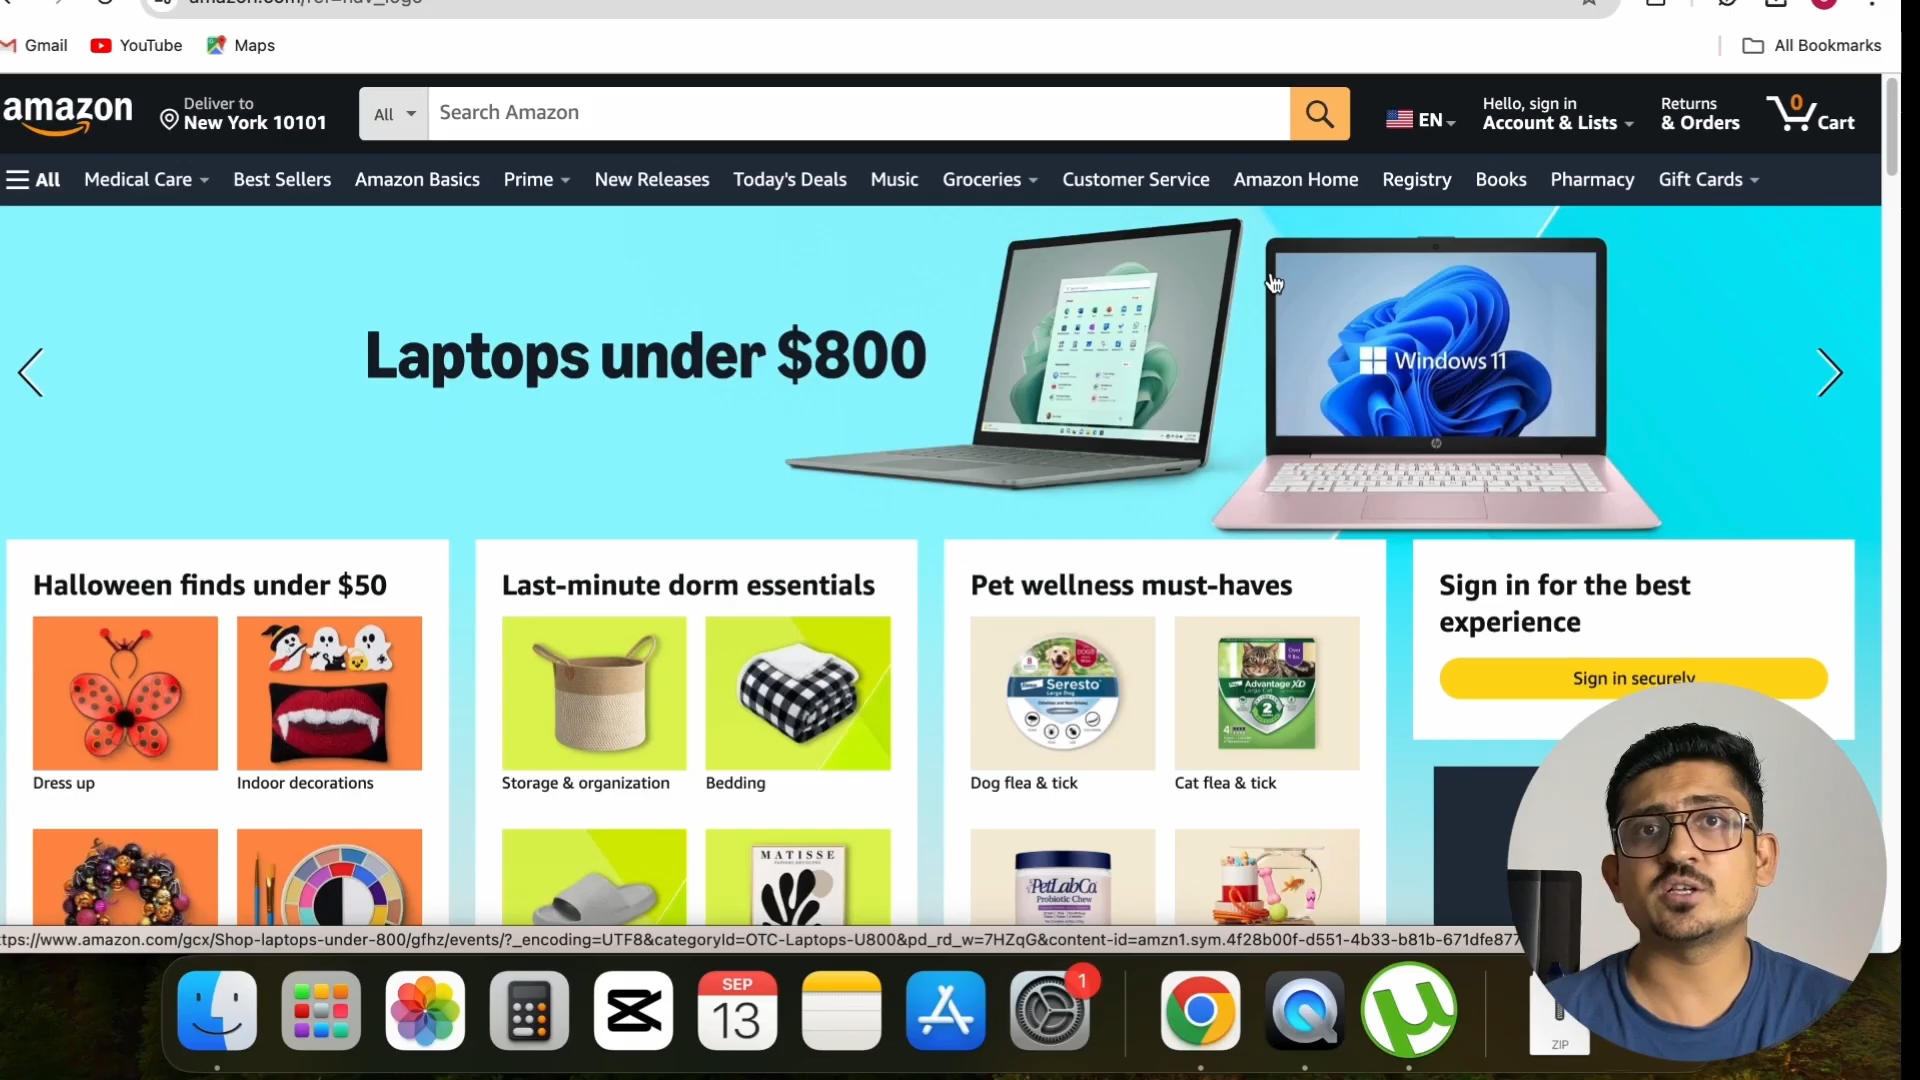 Gmail
YouTube
Maps
All Bookmarks
amazon
Deliver to
New York 10101
All
Search Amazon
EN
Hello, sign in
Account & Lists
Returns
& Orders
0
Cart
All
Medical Care
Best Sellers
Amazon Basics
Prime
New Releases
Today's Deals
Music
Groceries
Customer Service
Amazon Home
Registry
Books
Pharmacy
Gift Cards
Laptops under $800
Windows 11
hp
Halloween finds under $50
Last-minute dorm essentials
Pet wellness must-haves
Sign in for the best
experience
Sign in securely
Seresto
Advantage XD
2
Dress up
Indoor decorations
Storage & organization
Bedding
Dog flea & tick
Cat flea & tick
MATISSE
PetLabCo.
Probiotic Chew
tps://www.amazon.com/gcx/Shop-laptops-under-800/gfhz/events/?_encoding=UTF8&categoryId=OTC-Laptops-U800&pd_rd_w=7HZqG&content-id=amzn1.sym.4f28b00f-d551-4b33-b81b-671dfe877
SEP
13
1
ZIP